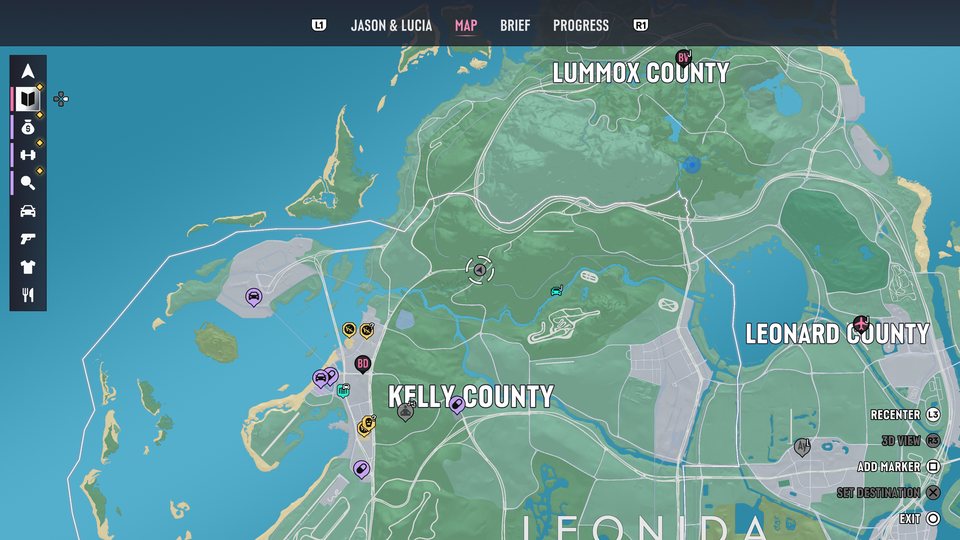 L1 JASON & LUCIA MAP BRIEF PROGRESS R1
LUMMOX COUNTY
LEONARD COUNTY
BD
KELLY COUNTY
LEONIDA
RECENTER L3
3D VIEW R3
ADD MARKER
SET DESTINATION
EXIT